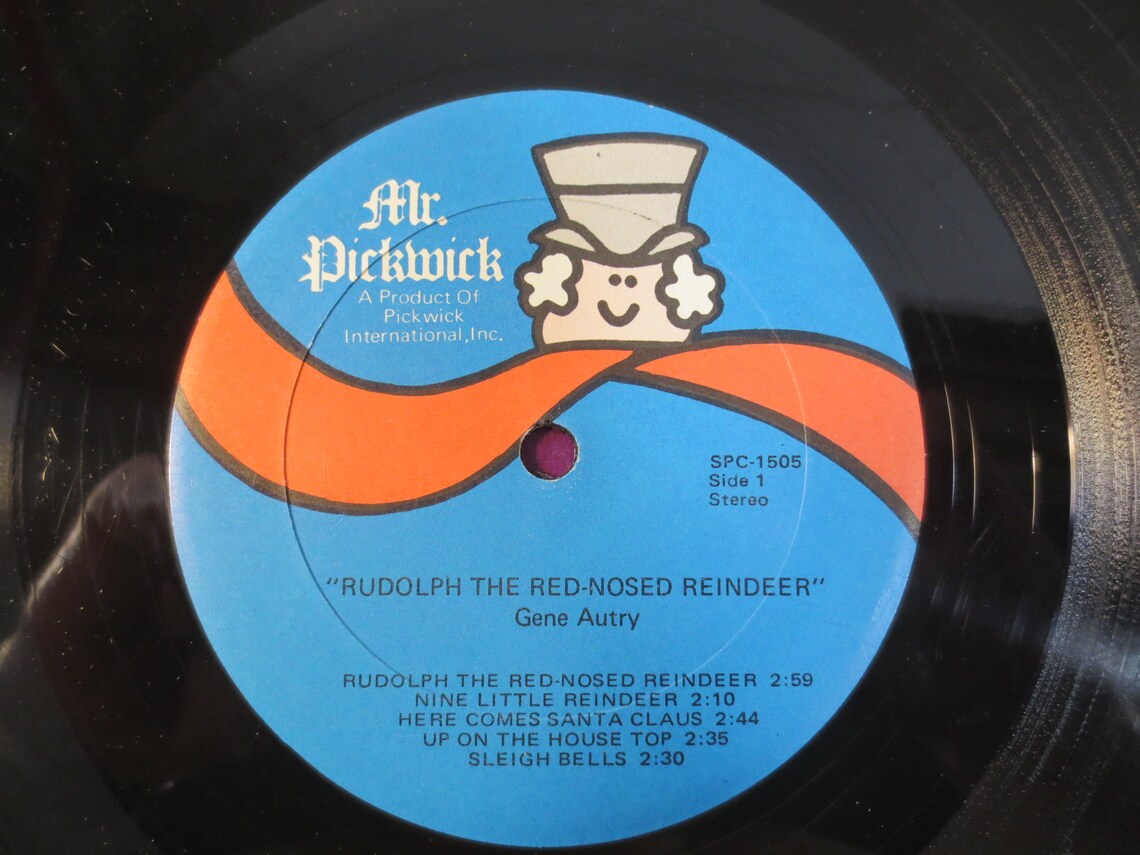 Mr.
Pickwick
A Product Of
Pickwick
International, Inc.
SPC-1505
Side 1
Stereo
"RUDOLPH THE RED-NOSED REINDEER"
Gene Autry
RUDOLPH THE RED-NOSED REINDEER 2:59
NINE LITTLE REINDEER 2:10
HERE COMES SANTA CLAUS 2:44
UP ON THE HOUSE TOP 2:35
SLEIGH BELLS 2:30